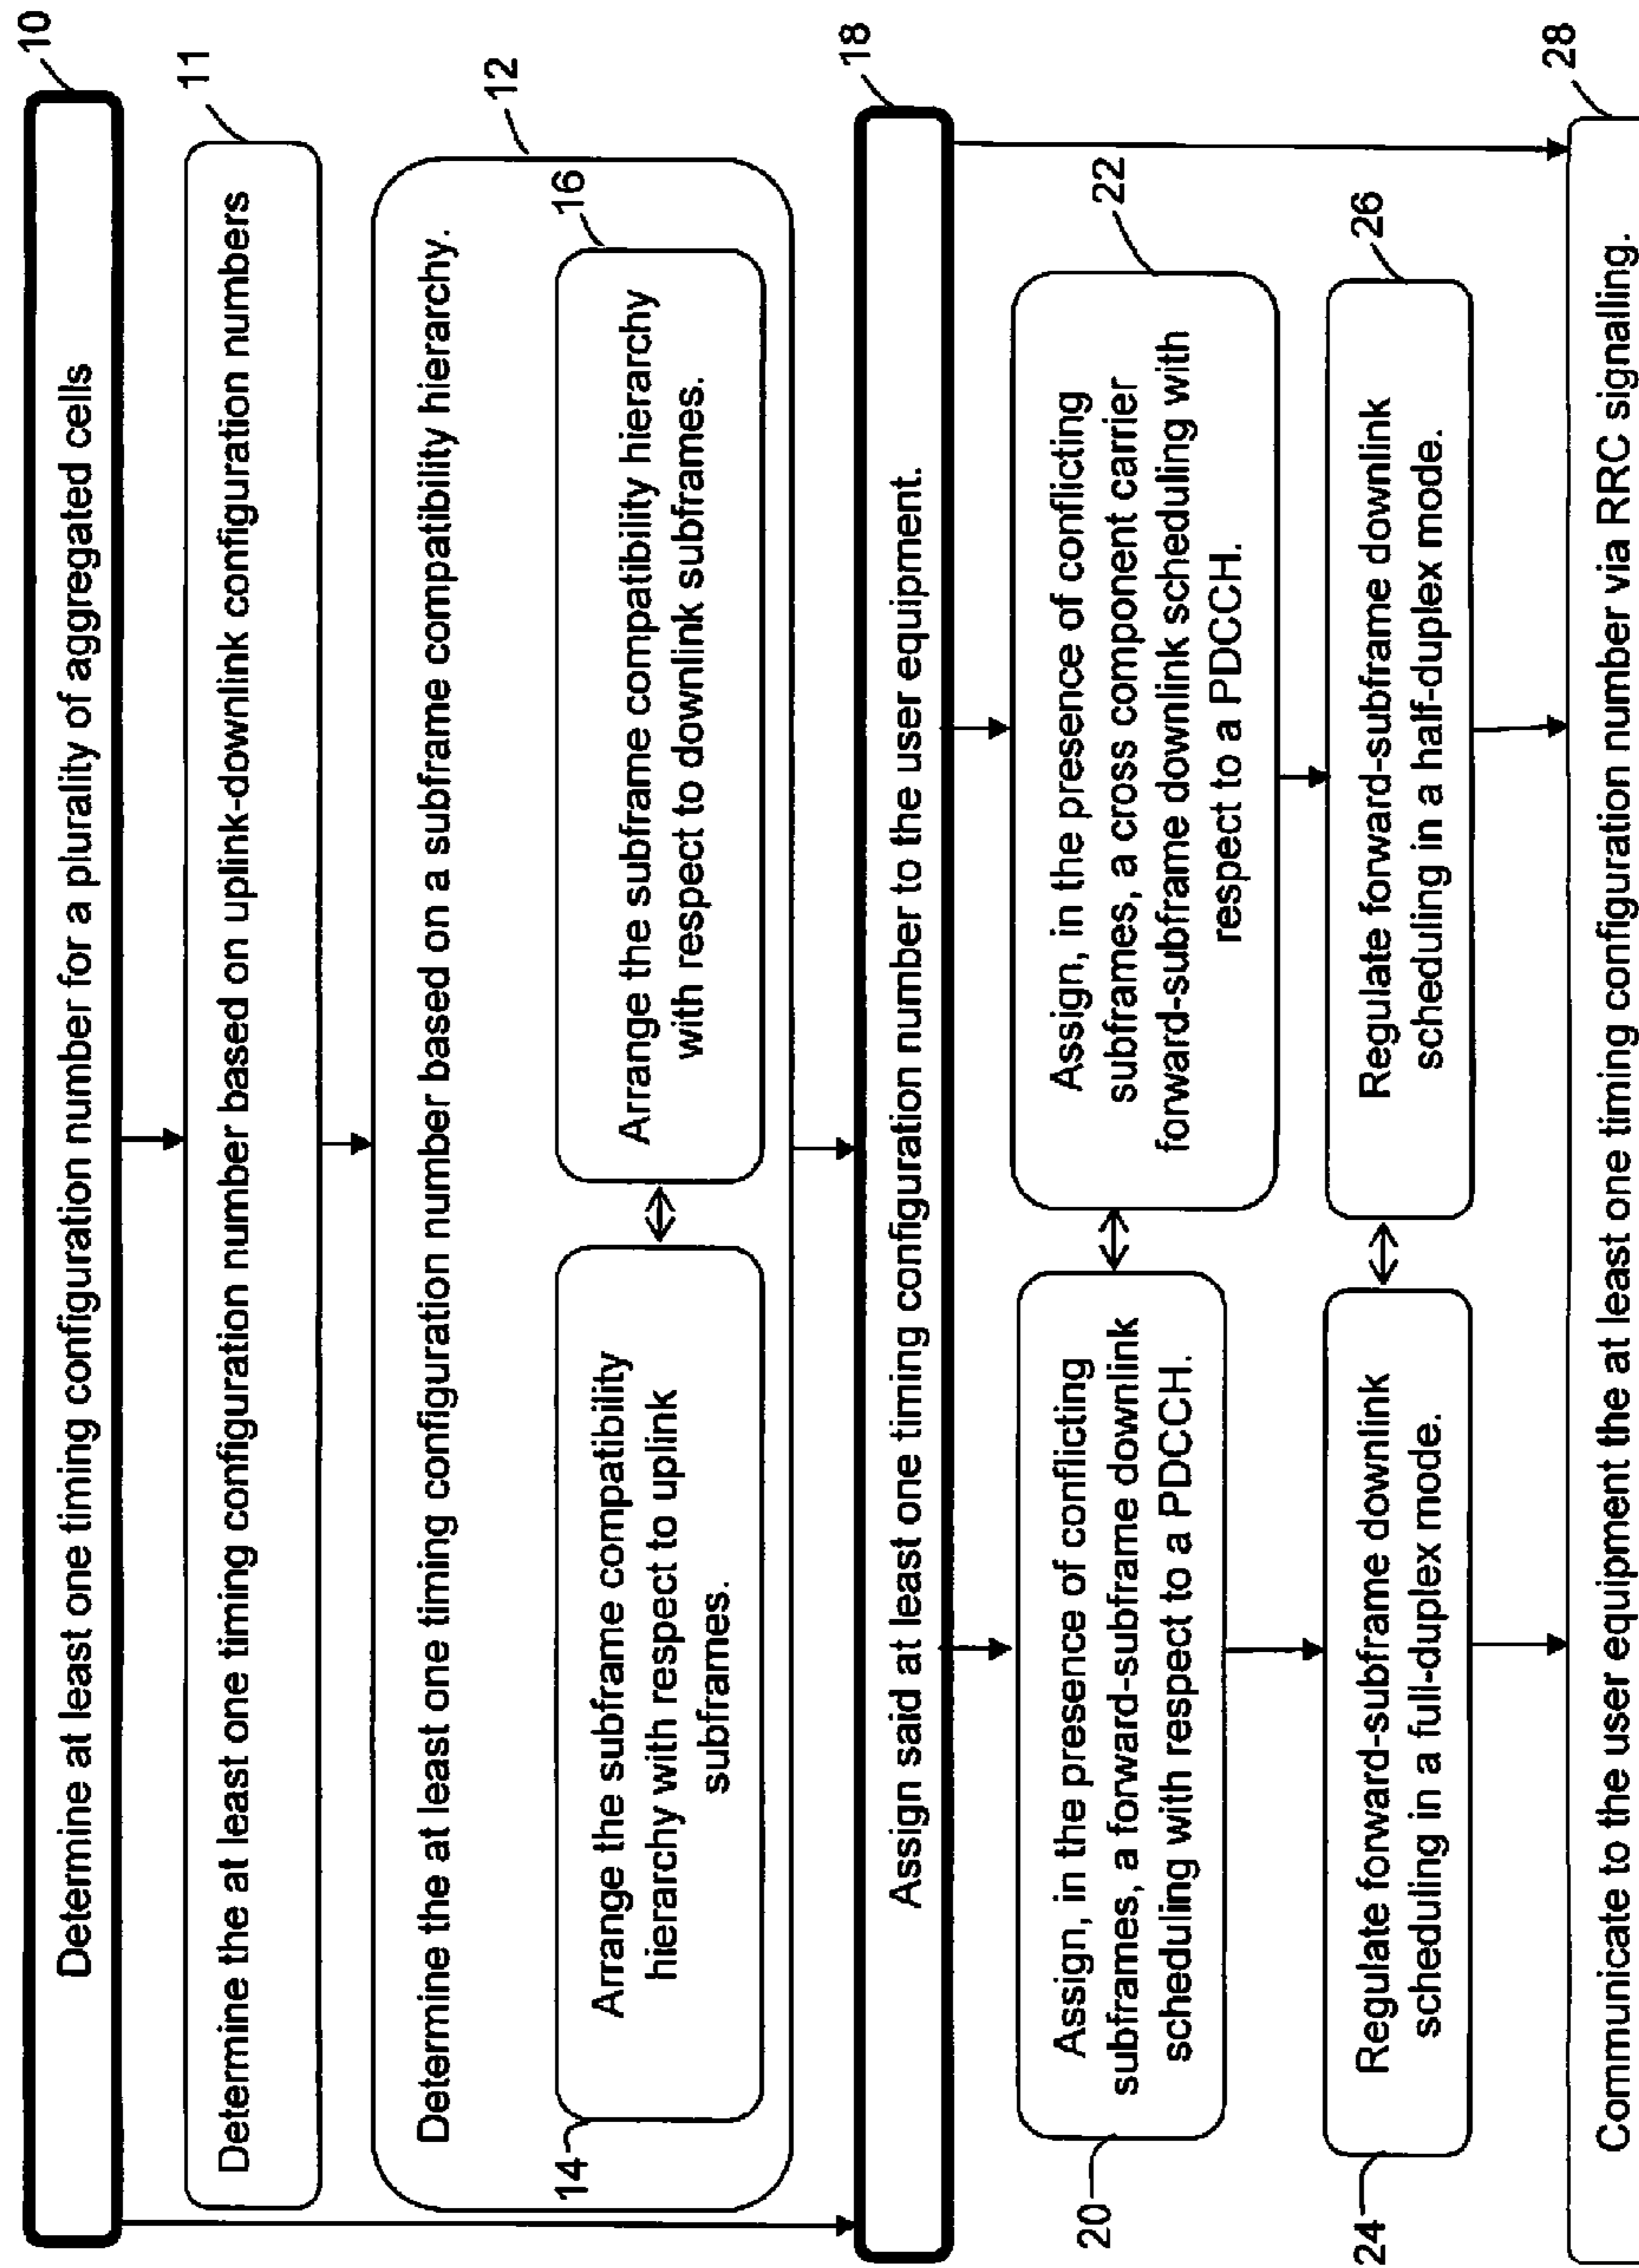 10
Determine at least one timing configuration number for a plurality of aggregated cells
11
Determine the at least one timing configuration number based on uplink-downlink configuration numbers
12
Determine the at least one timing configuration number based on a subframe compatibility hierarchy.
14
Arrange the subframe compatibility
hierarchy with respect to uplink
subframes.
16
Arrange the subframe compatibility hierarchy
with respect to downlink subframes.
18
Assign said at least one timing configuration number to the user equipment.
20
Assign, in the presence of conflicting
subframes, a forward-subframe downlink
scheduling with respect to a PDCCH.
22
Assign, in the presence of conflicting
subframes, a cross component carrier
forward-subframe downlink scheduling with
respect to a PDCCH.
24
Regulate forward-subframe downlink
scheduling in a full-duplex mode.
26
Regulate forward-subframe downlink
scheduling in a half-duplex mode.
28
Communicate to the user equipment the at least one timing configuration number via RRC signalling.